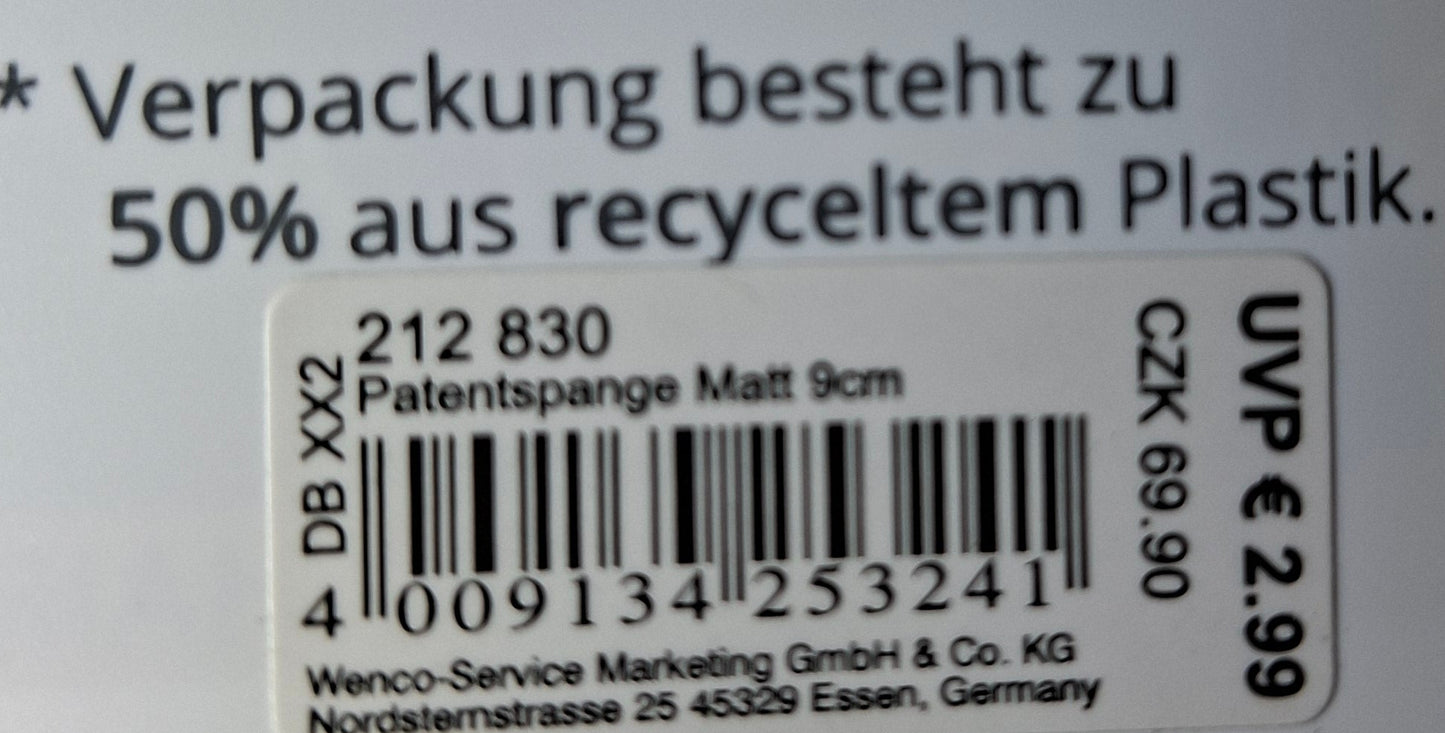 * Verpackung besteht zu
50% aus recyceltem Plastik.
212 830
Patentspange Matt 9cm
DB XX2
4 009134 253241
Wenco-Service Marketing GmbH & Co. KG
Nordsternstrasse 25 45329 Essen, Germany
CZK 69.90
UVP € 2.99